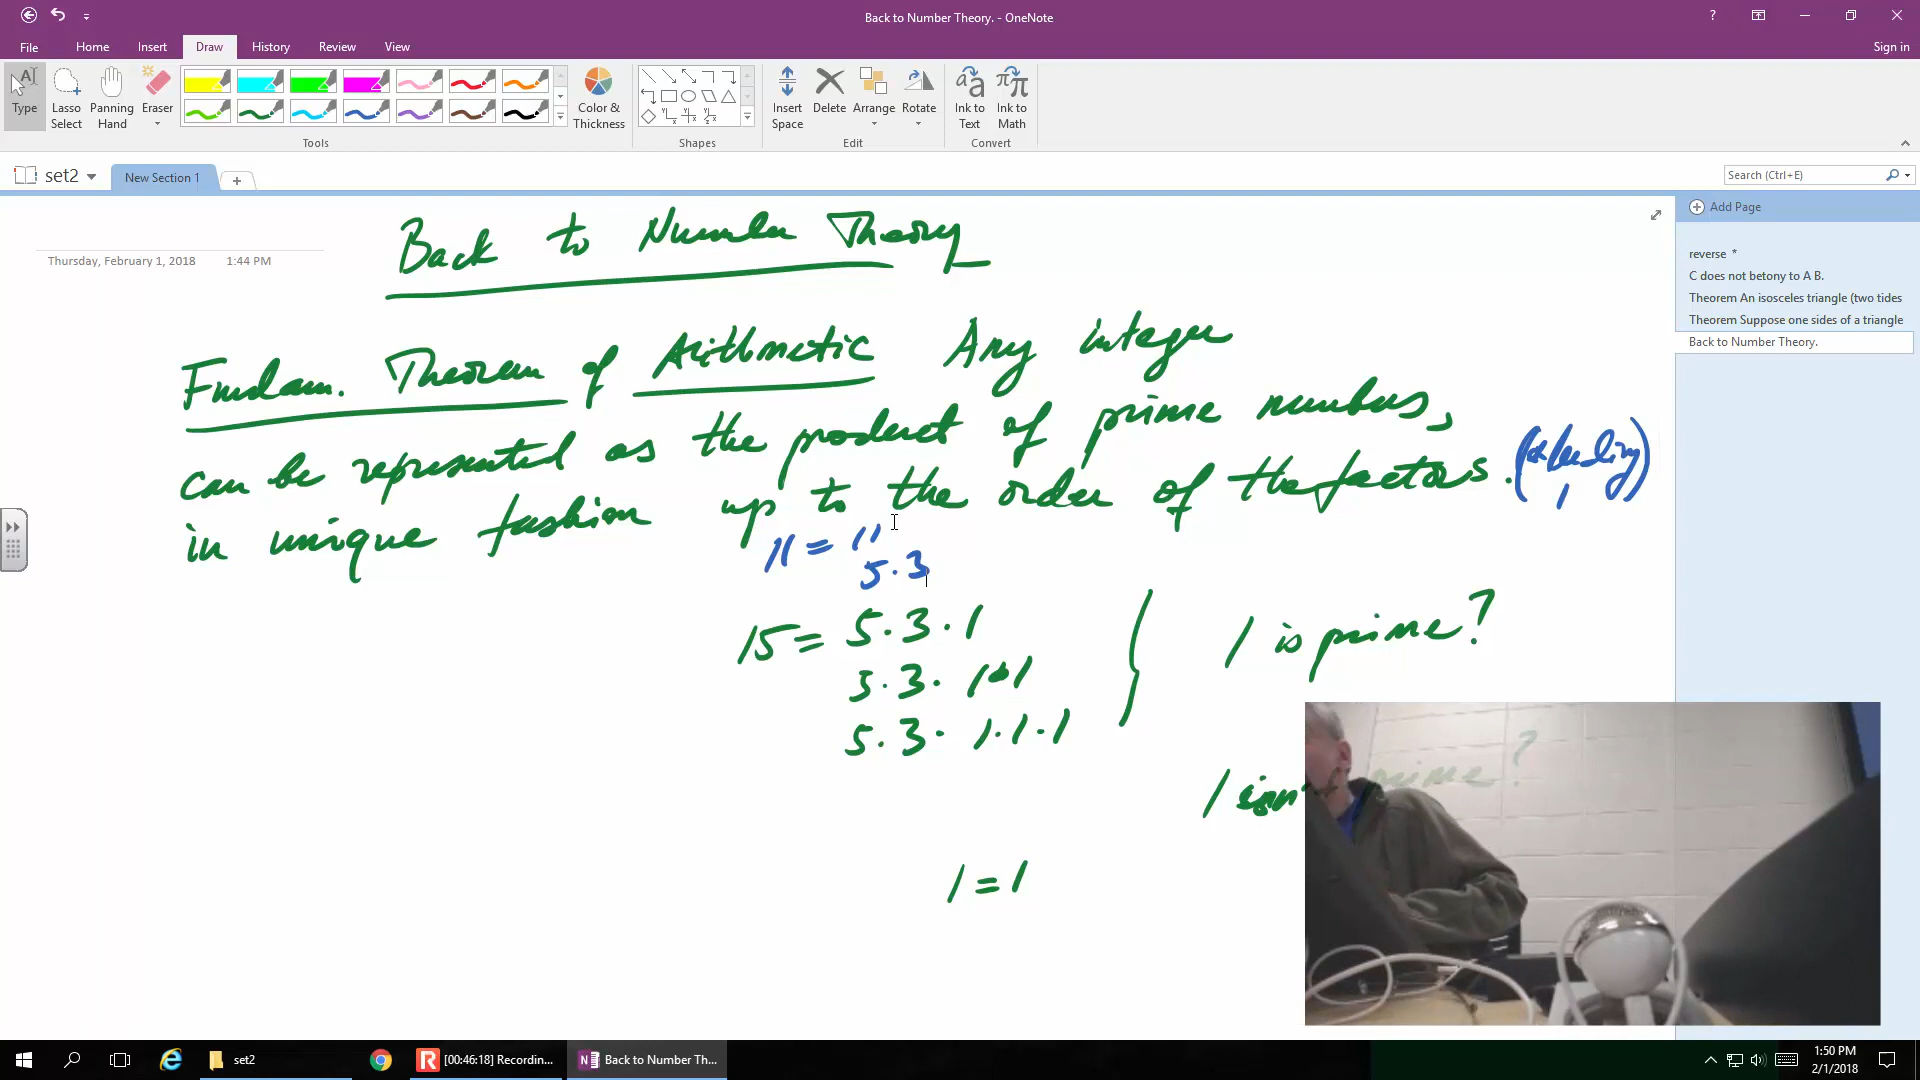 Back to Number Theory. - OneNote
File Home Insert Draw History Review View Sign in
Type Lasso Select Panning Hand Eraser Color & Thickness Insert Space Delete Arrange Rotate Ink to Text Ink to Math
Tools Shapes Edit Convert
set2 New Section 1 Search (Ctrl+E)
Add Page
reverse *
C does not betony to A B.
Theorem An isosceles triangle (two tides
Theorem Suppose one sides of a triangle
Back to Number Theory.
Thursday, February 1, 2018 1:44 PM
Back to Number Theory
Fundam. Theorem of Arithmetic Any integer
can be represented as the product of prime numbers,
in unique fashion up to the order of the factors. (excluding
1)
11 = 11
5·3
15 = 5·3·1
5·3·1·1
5·3·1·1·1
1 is prime?
1 isn't prime?
1 = 1
set2 [00:46:18] Recordin... Back to Number Th...
1:50 PM
2/1/2018